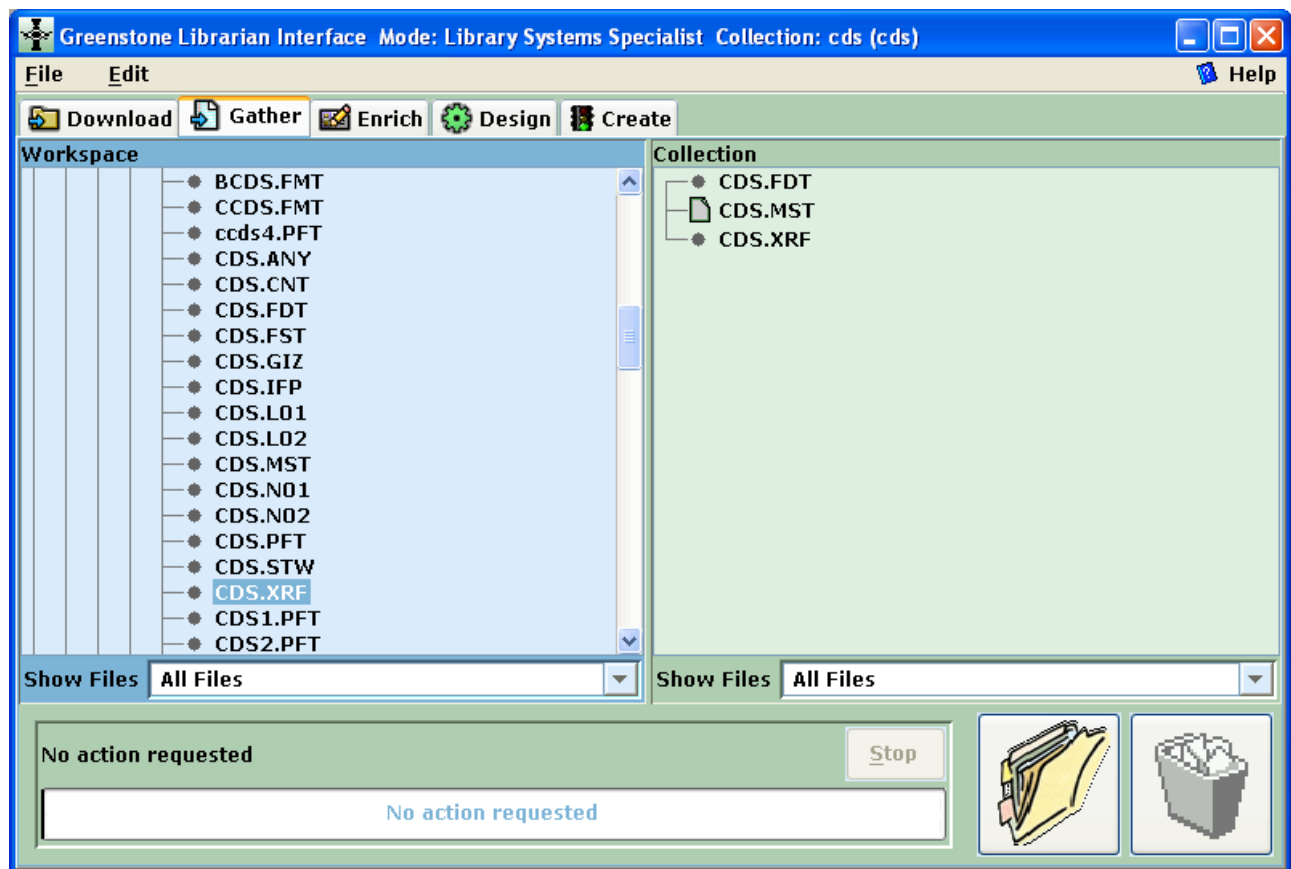 Greenstone Librarian Interface Mode: Library Systems Specialist Collection: cds (cds)
File Edit Help
Download Gather Enrich Design Create
Workspace
BCDS.FMT
CCDS.FMT
ccds4.PFT
CDS.ANY
CDS.CNT
CDS.FDT
CDS.FST
CDS.GIZ
CDS.IFP
CDS.L01
CDS.L02
CDS.MST
CDS.N01
CDS.N02
CDS.PFT
CDS.STW
CDS.XRF
CDS1.PFT
CDS2.PFT
Show Files All Files
Collection
CDS.FDT
CDS.MST
CDS.XRF
Show Files All Files
No action requested Stop
No action requested